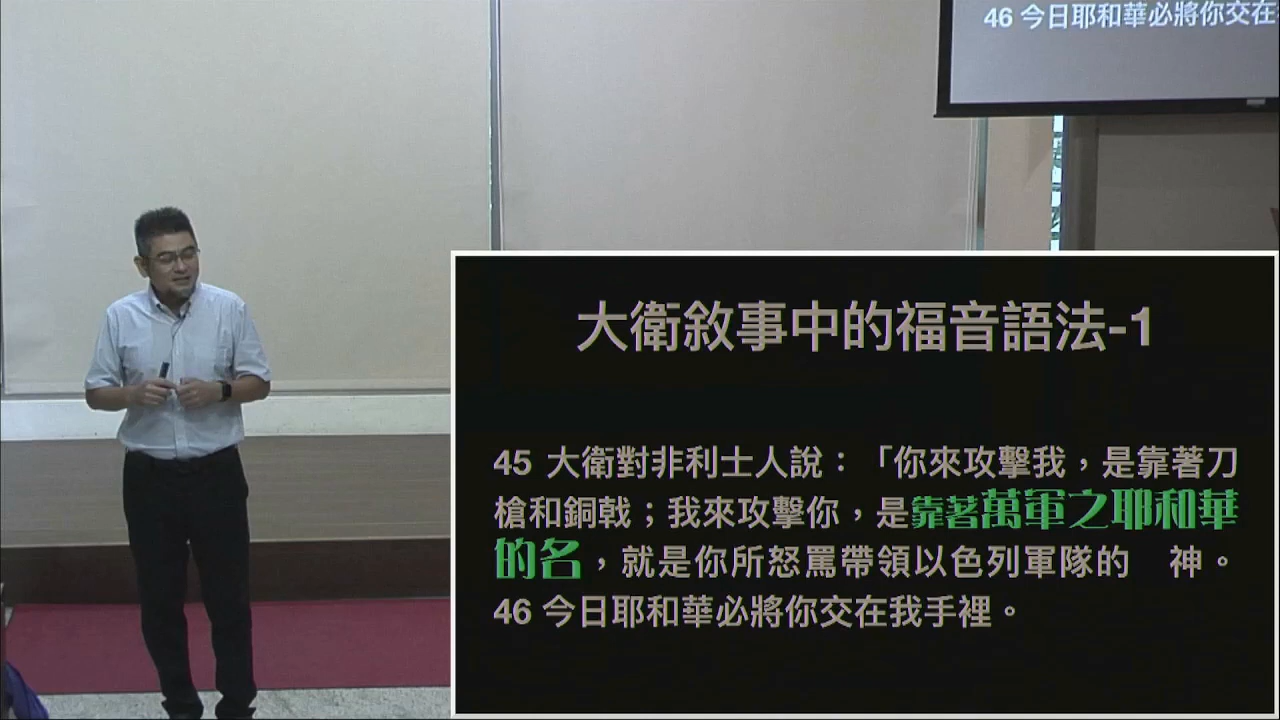 46 今日耶和華必將你交在
大衛敘事中的福音語法-1
45 大衛對非利士人說：「你來攻擊我，是靠著刀
槍和銅戟；我來攻擊你，是靠著萬軍之耶和華
的名，就是你所怒罵帶領以色列軍隊的　神。
46 今日耶和華必將你交在我手裡。